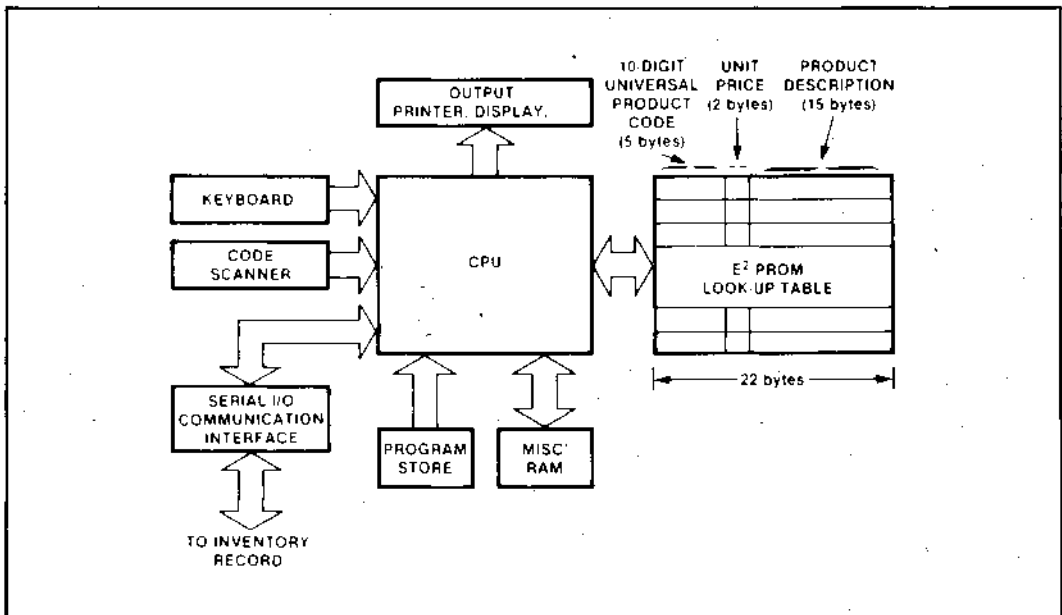 OUTPUT
PRINTER, DISPLAY,
10-DIGIT
UNIVERSAL
PRODUCT
CODE
(5 bytes)
UNIT
PRICE
(2 bytes)
PRODUCT
DESCRIPTION
(15 bytes)
KEYBOARD
CODE
SCANNER
CPU
E² PROM
LOOK-UP TABLE
22 bytes
SERIAL I/O
COMMUNICATION
INTERFACE
PROGRAM
STORE
MISC'
RAM
TO INVENTORY
RECORD